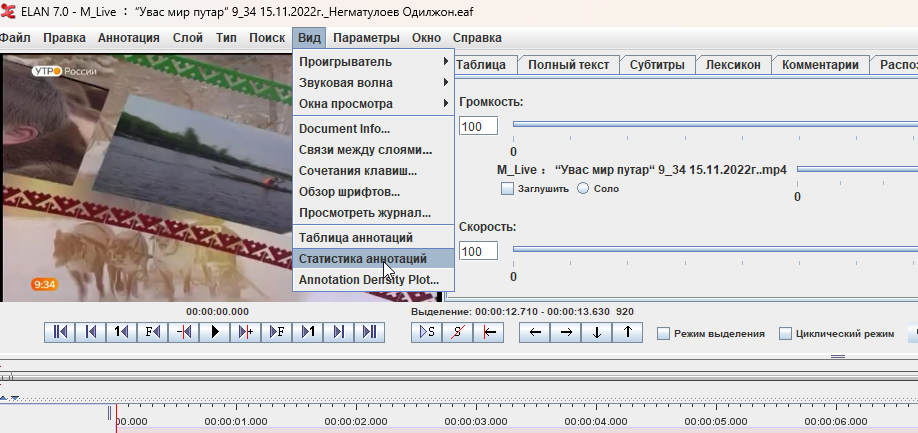 ELAN 7.0 - M_Live ： “Увас мир путар“ 9_34 15.11.2022г._Негматулоев Одилжон.eaf
Файл Правка Аннотация Слой Тип Поиск Вид Параметры Окно Справка
УТРО России
9:34
Проигрыватель
Звуковая волна
Окна просмотра
Document Info...
Связи между слоями...
Сочетания клавиш...
Обзор шрифтов...
Просмотреть журнал...
Таблица аннотаций
Статистика аннотаций
Annotation Density Plot...
Таблица Полный текст Субтитры Лексикон Комментарии Распоз
Громкость:
100
0
M_Live ： “Увас мир путар“ 9_34 15.11.2022г..mp4
Заглушить Соло
0
Скорость:
100
0
00:00:00.000
Выделение: 00:00:12.710 - 00:00:13.630 920
1 F F 1
S S
Режим выделения Циклический режим
00.000 00:00:01.000 00:00:02.000 00:00:03.000 00:00:04.000 00:00:05.000 00:00:06.000